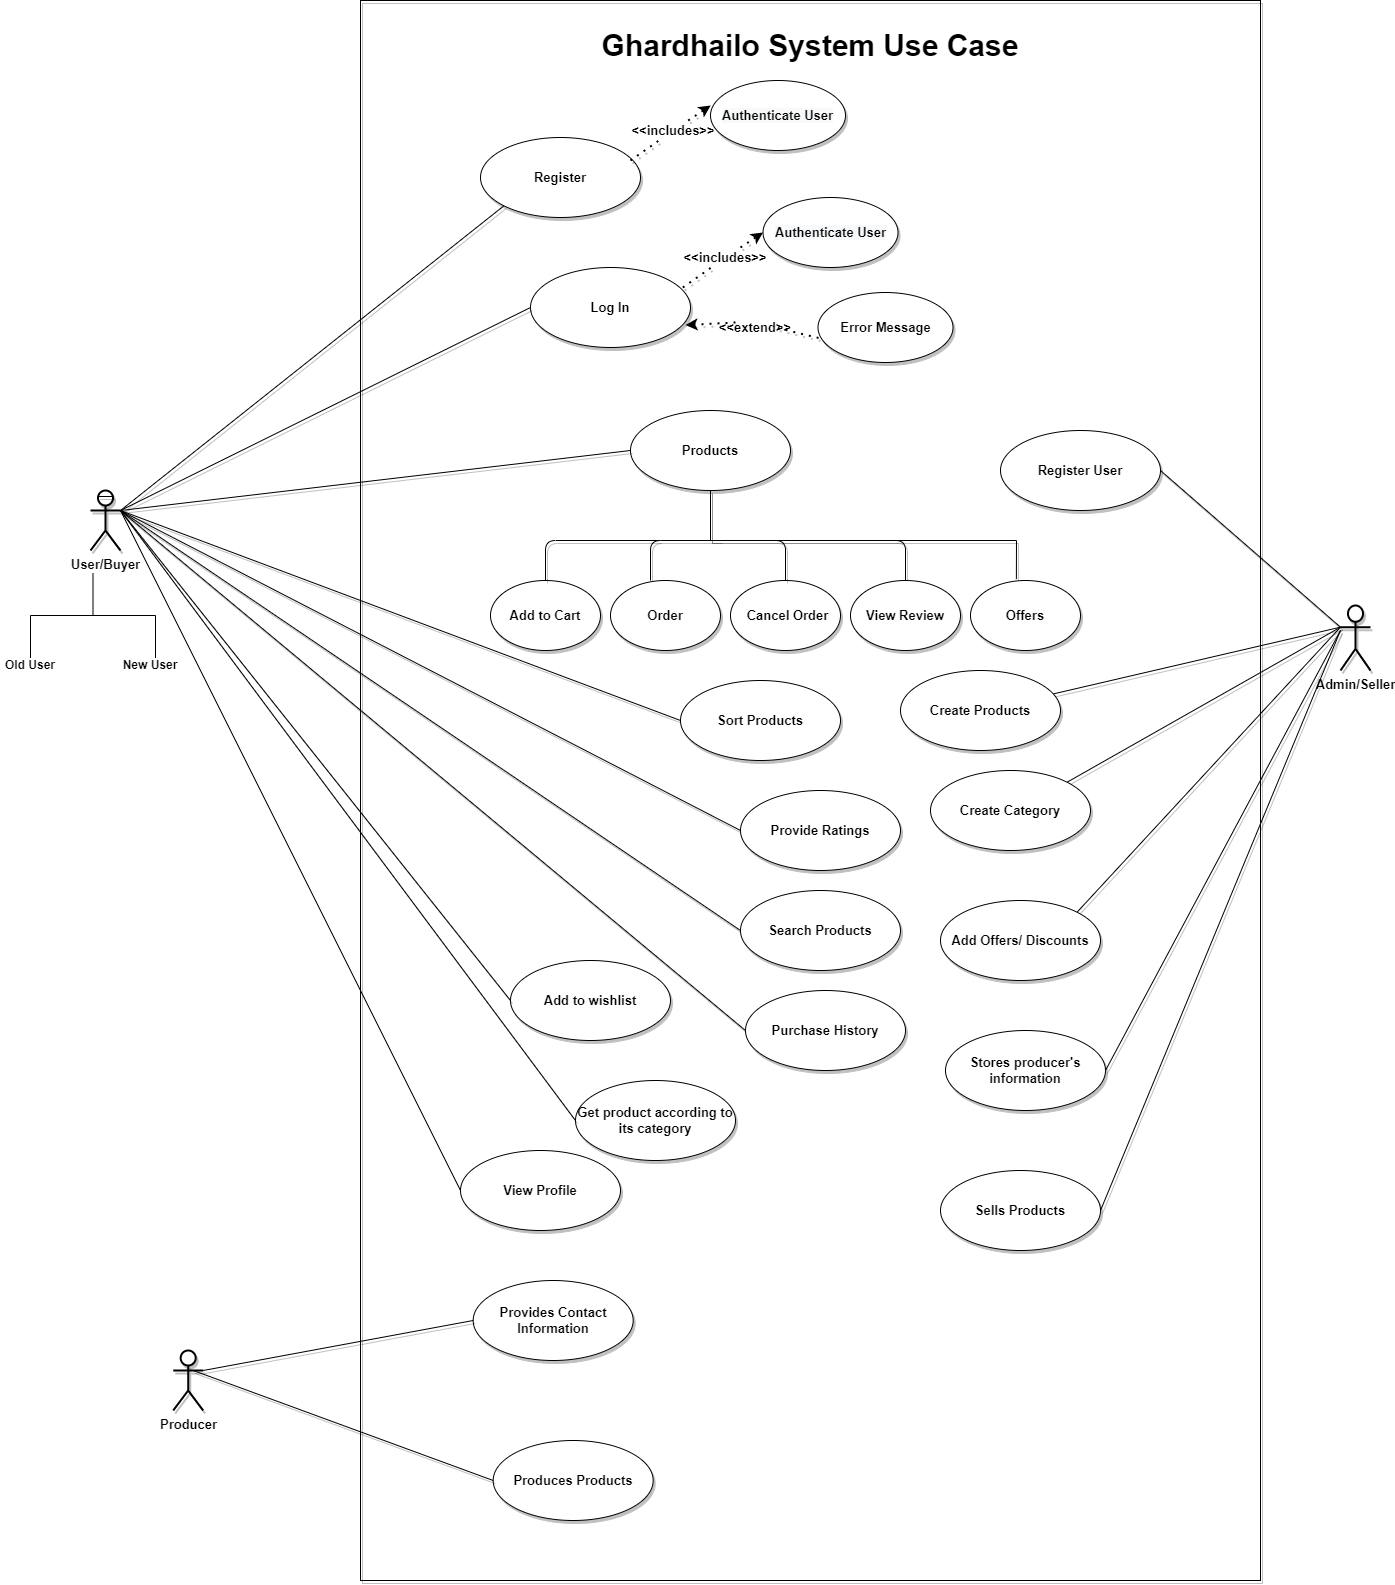 Ghardhailo System Use Case
Authenticate User
<<includes>>
Register
Authenticate User
<<includes>>
Log In
<<extend>>
Error Message
Products
Register User
User/Buyer
Add to Cart
Order
Cancel Order
View Review
Offers
Old User
New User
Admin/Seller
Create Products
Sort Products
Create Category
Provide Ratings
Search Products
Add Offers/ Discounts
Add to wishlist
Purchase History
Stores producer's
information
Get product according to
its category
View Profile
Sells Products
Provides Contact
Information
Producer
Produces Products